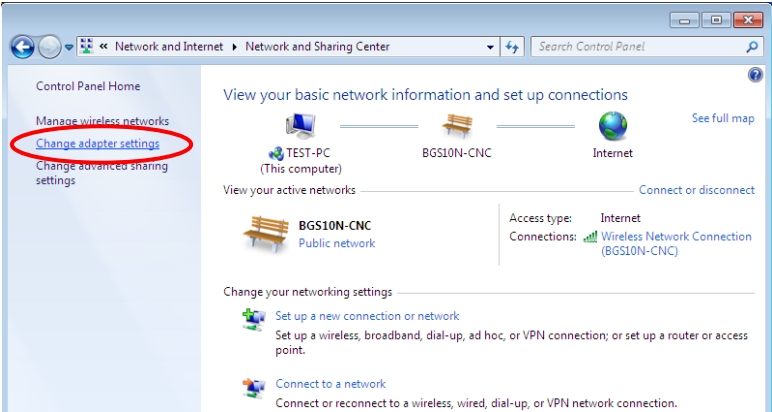 « Network and Internet ▸ Network and Sharing Center
Search Control Panel
Control Panel Home
Manage wireless networks
Change adapter settings
Change advanced sharing
settings
View your basic network information and set up connections
See full map
TEST-PC
(This computer)
BGS10N-CNC
Internet
View your active networks
Connect or disconnect
BGS10N-CNC
Public network
Access type: Internet
Connections: Wireless Network Connection
(BGS10N-CNC)
Change your networking settings
Set up a new connection or network
Set up a wireless, broadband, dial-up, ad hoc, or VPN connection; or set up a router or access
point.
Connect to a network
Connect or reconnect to a wireless, wired, dial-up, or VPN network connection.